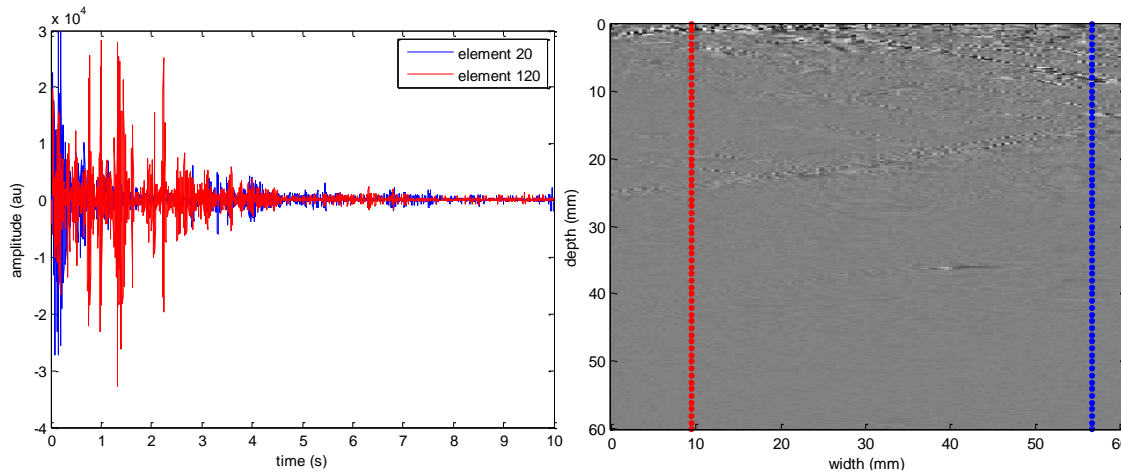 x 10^4
3
2
1
0
-1
-2
-3
-4
0 1 2 3 4 5 6 7 8 9 10
time (s)
amplitude (au)
element 20
element 120
0
10
20
30
40
50
60
0 10 20 30 40 50 60
width (mm)
depth (mm)